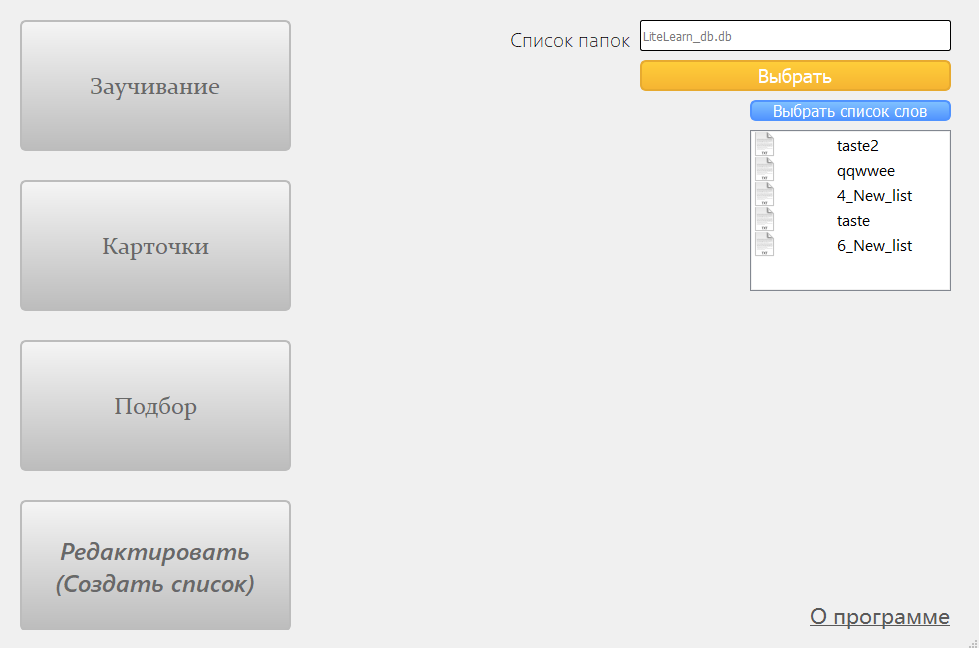 Заучивание
Карточки
Подбор
Редактировать
(Создать список)
Список папок
LiteLearn_db.db
Выбрать
Выбрать список слов
taste2
qqwwee
4_New_list
taste
6_New_list
О программе